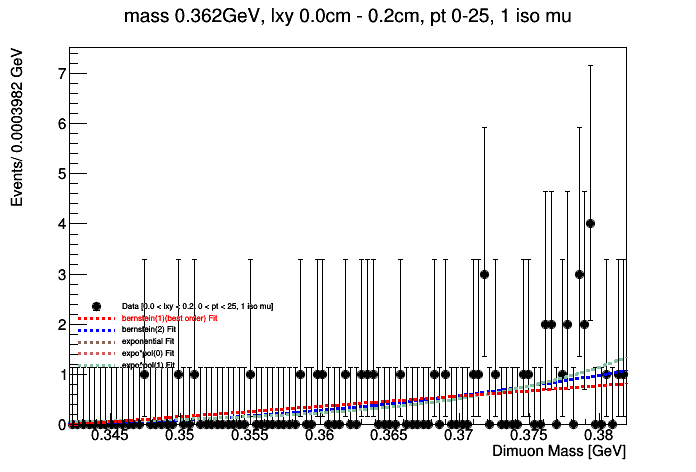 mass 0.362GeV, lxy 0.0cm - 0.2cm, pt 0-25, 1 iso mu
Events/ 0.0003982 GeV
7
6
5
4
3
2
1
0
Data [0.0 < lxy < 0.2, 0 < pt < 25, 1 iso mu]
bernstein(1)(best order) Fit
bernstein(2) Fit
exponential Fit
expo*pol(0) Fit
expo*pol(1) Fit
0.345 0.35 0.355 0.36 0.365 0.37 0.375 0.38
Dimuon Mass [GeV]